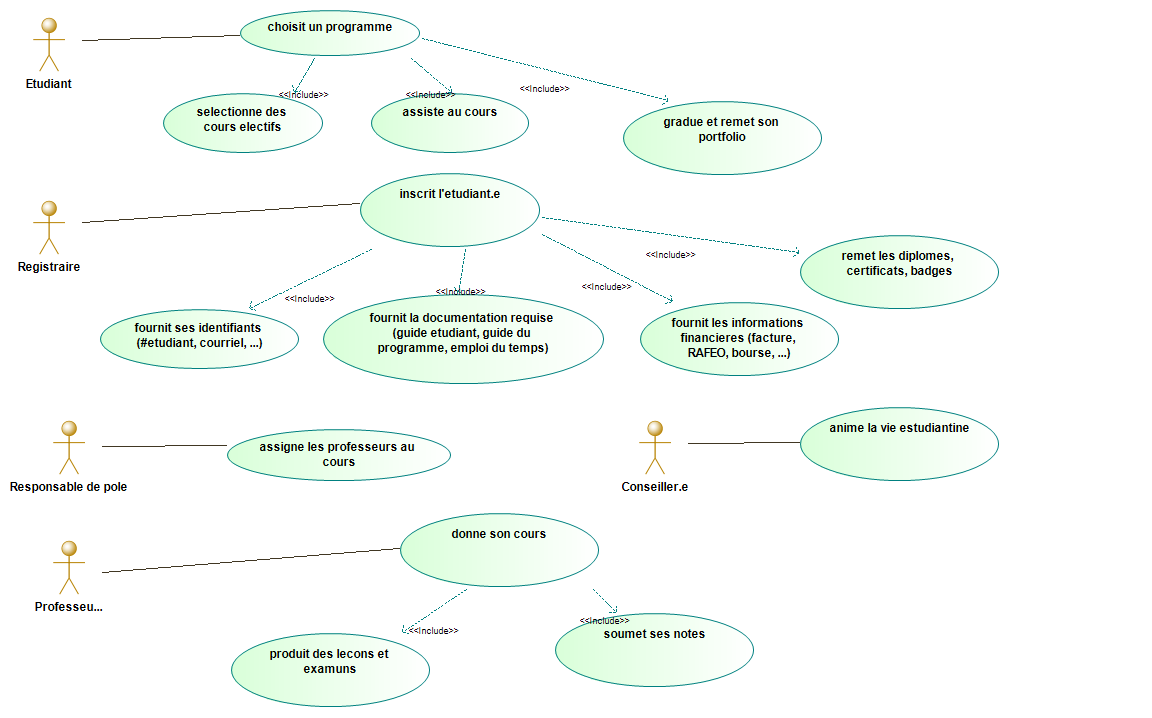 choisit un programme
Etudiant
<<Include>>
<<Include>>
<<Include>>
selectionne des
cours electifs
assiste au cours
gradue et remet son
portfolio
inscrit l'etudiant.e
Registraire
<<Include>>
remet les diplomes,
certificats, badges
<<Include>>
<<Include>>
<<Include>>
fournit ses identifiants
(#etudiant, courriel, ...)
fournit la documentation requise
(guide etudiant, guide du
programme, emploi du temps)
fournit les informations
financieres (facture,
RAFEO, bourse, ...)
assigne les professeurs au
cours
Responsable de pole
anime la vie estudiantine
Conseiller.e
donne son cours
Professeu...
<<Include>>
<<Include>>
produit des lecons et
examuns
soumet ses notes